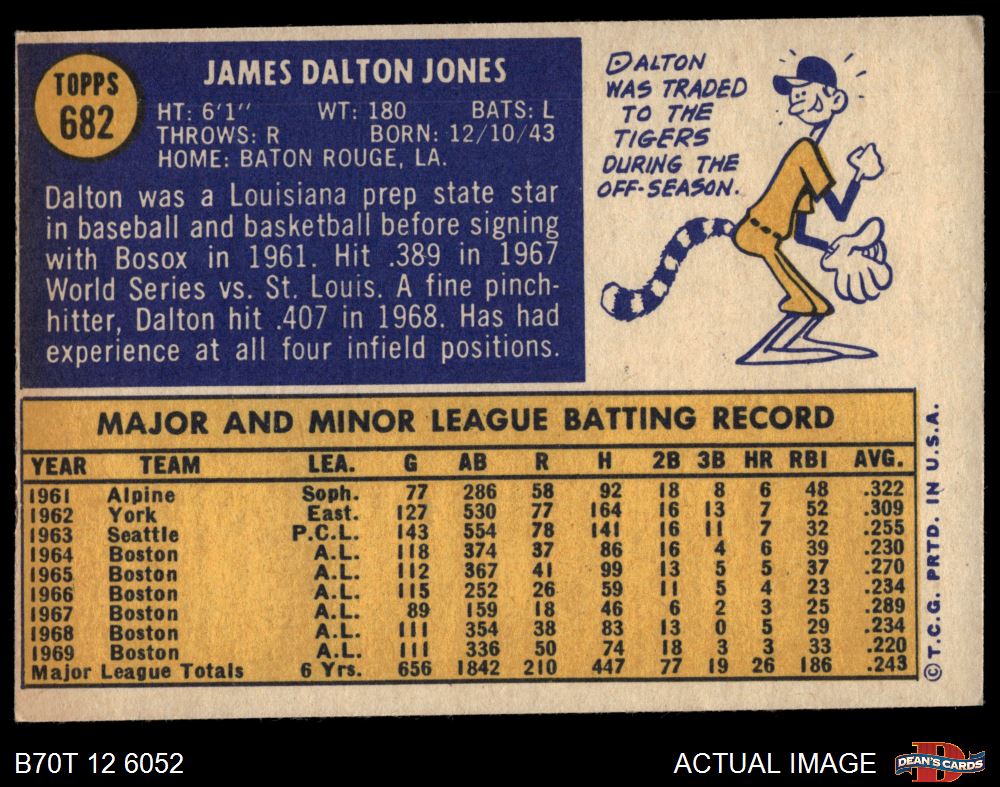 TOPPS
682
JAMES DALTON JONES
HT: 6'1" WT: 180 BATS: L
THROWS: R BORN: 12/10/43
HOME: BATON ROUGE, LA.
Dalton was a Louisiana prep state star
in baseball and basketball before signing
with Bosox in 1961. Hit .389 in 1967
World Series vs. St. Louis. A fine pinch-
hitter, Dalton hit .407 in 1968. Has had
experience at all four infield positions.
DALTON
WAS TRADED
TO THE
TIGERS
DURING THE
OFF-SEASON.
MAJOR AND MINOR LEAGUE BATTING RECORD
YEAR TEAM LEA. G AB R H 2B 3B HR RBI AVG.
1961 Alpine Soph. 77 286 58 92 18 8 6 48 .322
1962 York East. 127 530 77 164 16 13 7 52 .309
1963 Seattle P.C.L. 143 554 78 141 16 11 7 32 .255
1964 Boston A.L. 118 374 37 86 16 4 6 39 .230
1965 Boston A.L. 112 367 41 99 13 5 5 37 .270
1966 Boston A.L. 115 252 26 59 11 5 4 23 .234
1967 Boston A.L. 89 159 18 46 6 2 3 25 .289
1968 Boston A.L. 111 354 38 83 13 0 5 29 .234
1969 Boston A.L. 111 336 50 74 18 3 3 33 .220
Major League Totals 6 Yrs. 656 1842 210 447 77 19 26 186 .243
© T.C.G. PRTD. IN U.S.A.
B70T 12 6052
ACTUAL IMAGE
DEAN'S CARDS